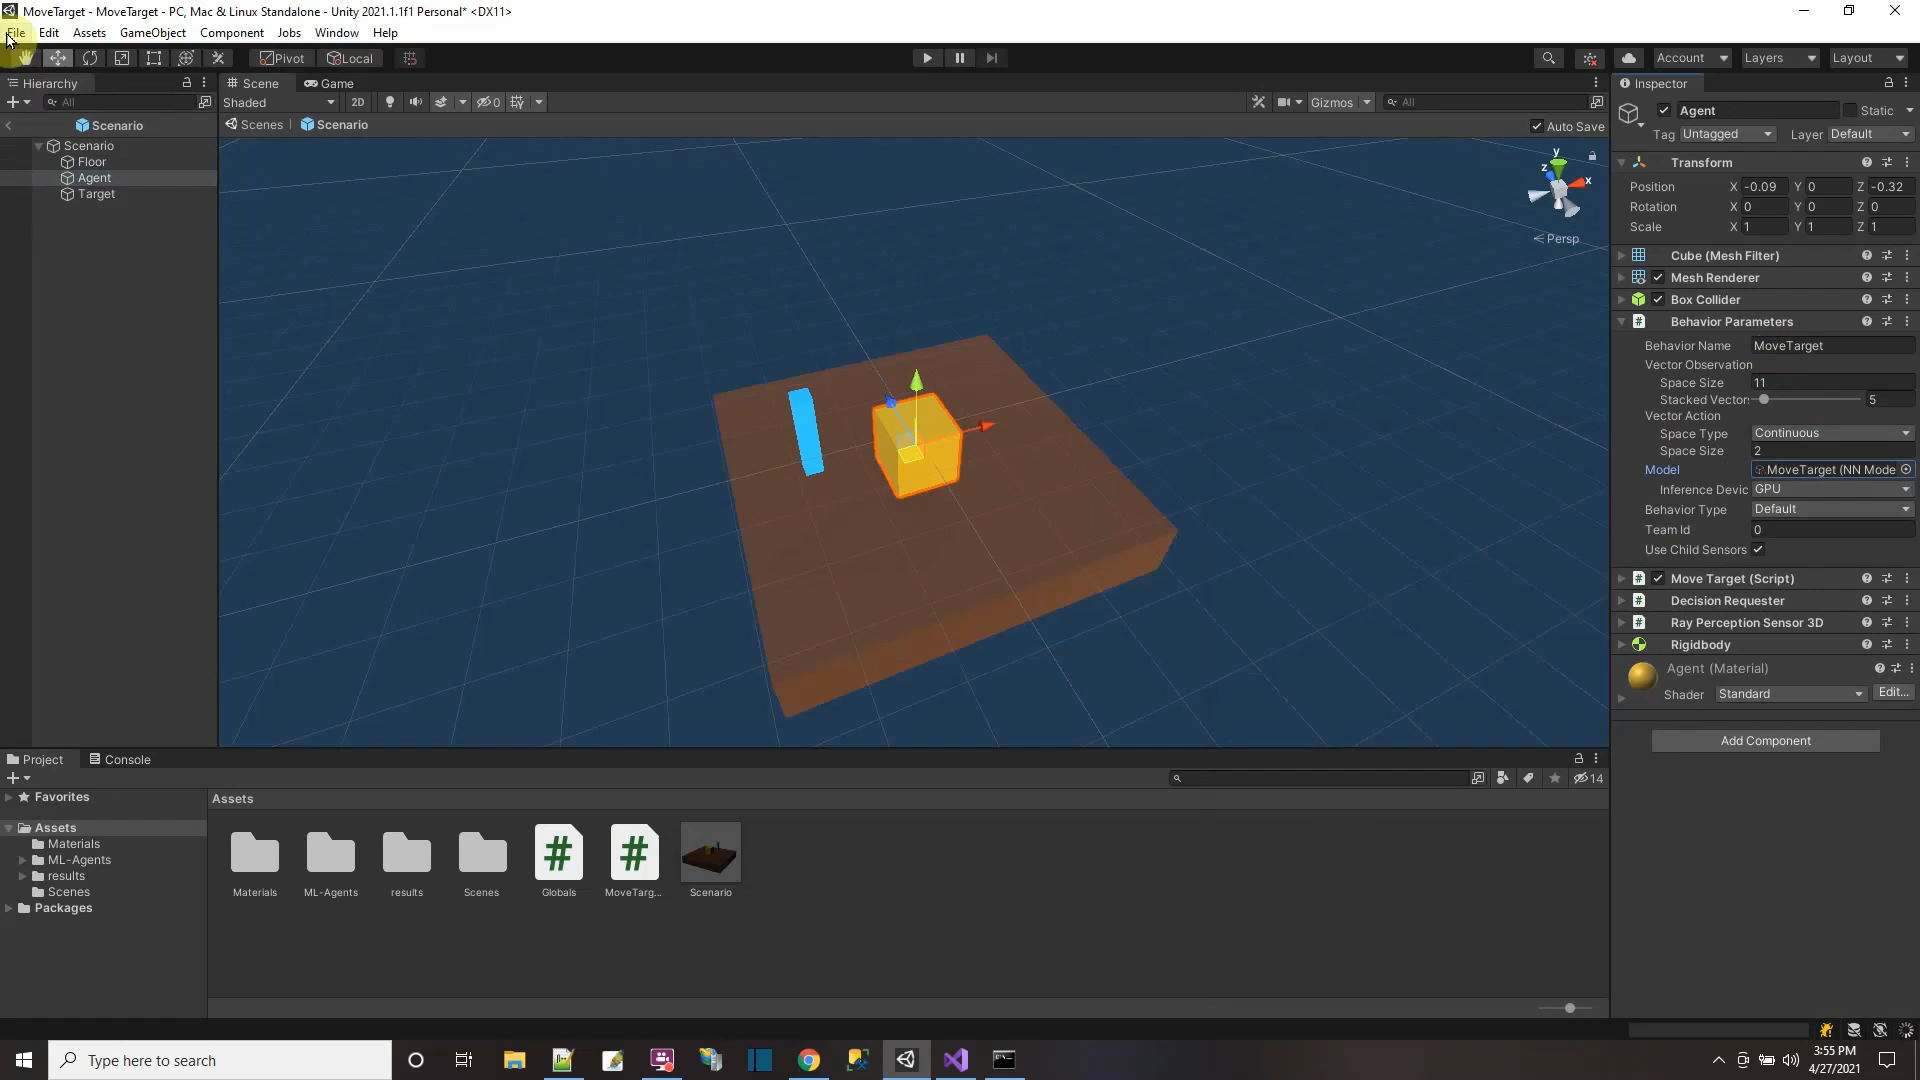 MoveTarget - MoveTarget - PC, Mac & Linux Standalone - Unity 2021.1.1f1 Personal* <DX11>
File Edit Assets GameObject Component Jobs Window Help
Pivot Local
Account Layers Layout
Hierarchy
All
Scenario
Scenario
Floor
Agent
Target
Scene Game
Shaded 2D 0 Gizmos All
Scenes Scenario
Auto Save
y
z
x
Persp
Inspector
Agent Static
Tag Untagged Layer Default
Transform
Position X -0.09 Y 0 Z -0.32
Rotation X 0 Y 0 Z 0
Scale X 1 Y 1 Z 1
Cube (Mesh Filter)
Mesh Renderer
Box Collider
# Behavior Parameters
Behavior Name MoveTarget
Vector Observation
Space Size 11
Stacked Vector 5
Vector Action
Space Type Continuous
Space Size 2
Model MoveTarget (NN Mode
Inference Devic GPU
Behavior Type Default
Team Id 0
Use Child Sensors
# Move Target (Script)
# Decision Requester
# Ray Perception Sensor 3D
Rigidbody
Agent (Material)
Shader Standard Edit...
Add Component
Project Console
14
Favorites
Assets
Materials
ML-Agents
results
Scenes
Packages
Assets
# #
Materials ML-Agents results Scenes Globals MoveTarg... Scenario
Type here to search
3:55 PM
4/27/2021